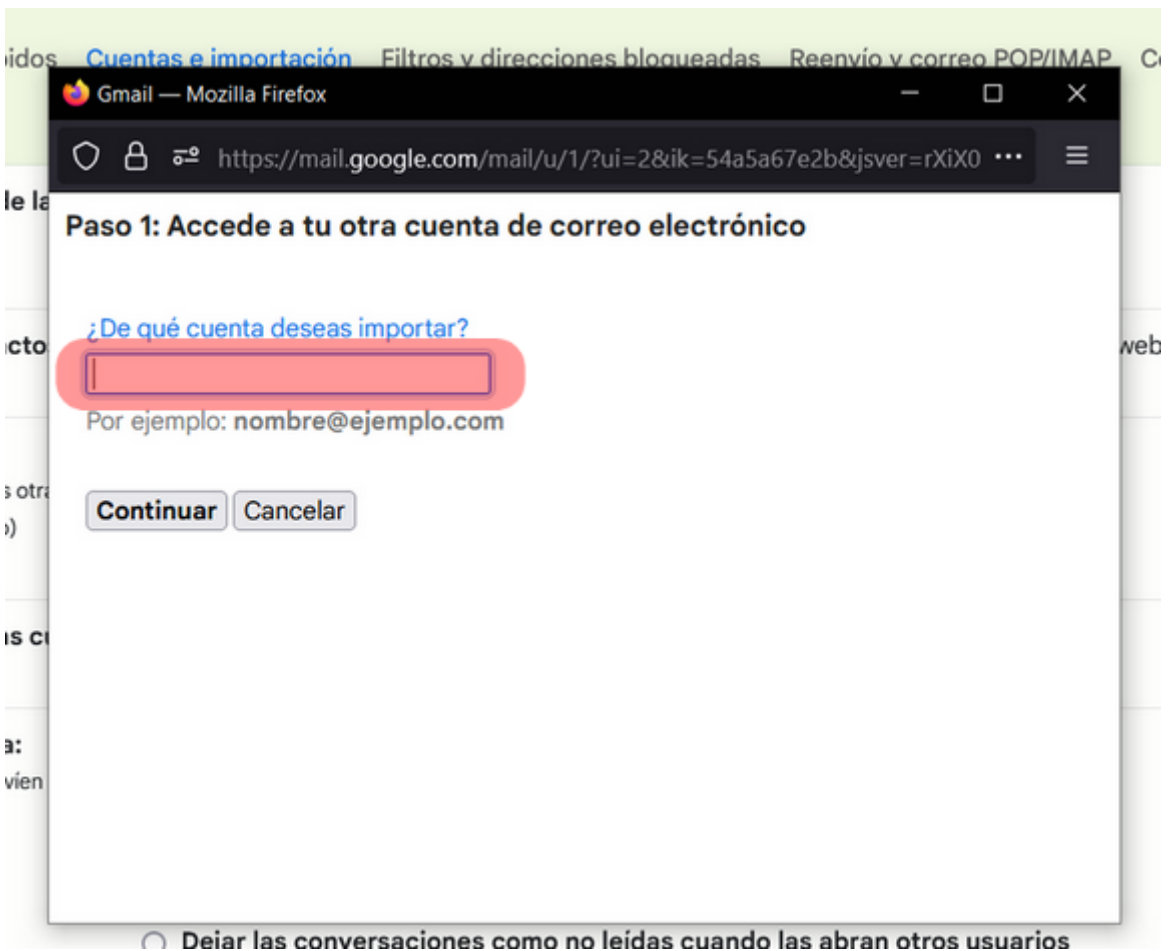 Cuentas e importación Filtros y direcciones bloqueadas Reenvío y correo POP/IMAP
Gmail — Mozilla Firefox
https://mail.google.com/mail/u/1/?ui=2&ik=54a5a67e2b&jsver=rXiX0 •••
Paso 1: Accede a tu otra cuenta de correo electrónico
¿De qué cuenta deseas importar?
Por ejemplo: nombre@ejemplo.com
Continuar Cancelar
Dejar las conversaciones como no leídas cuando las abran otros usuarios